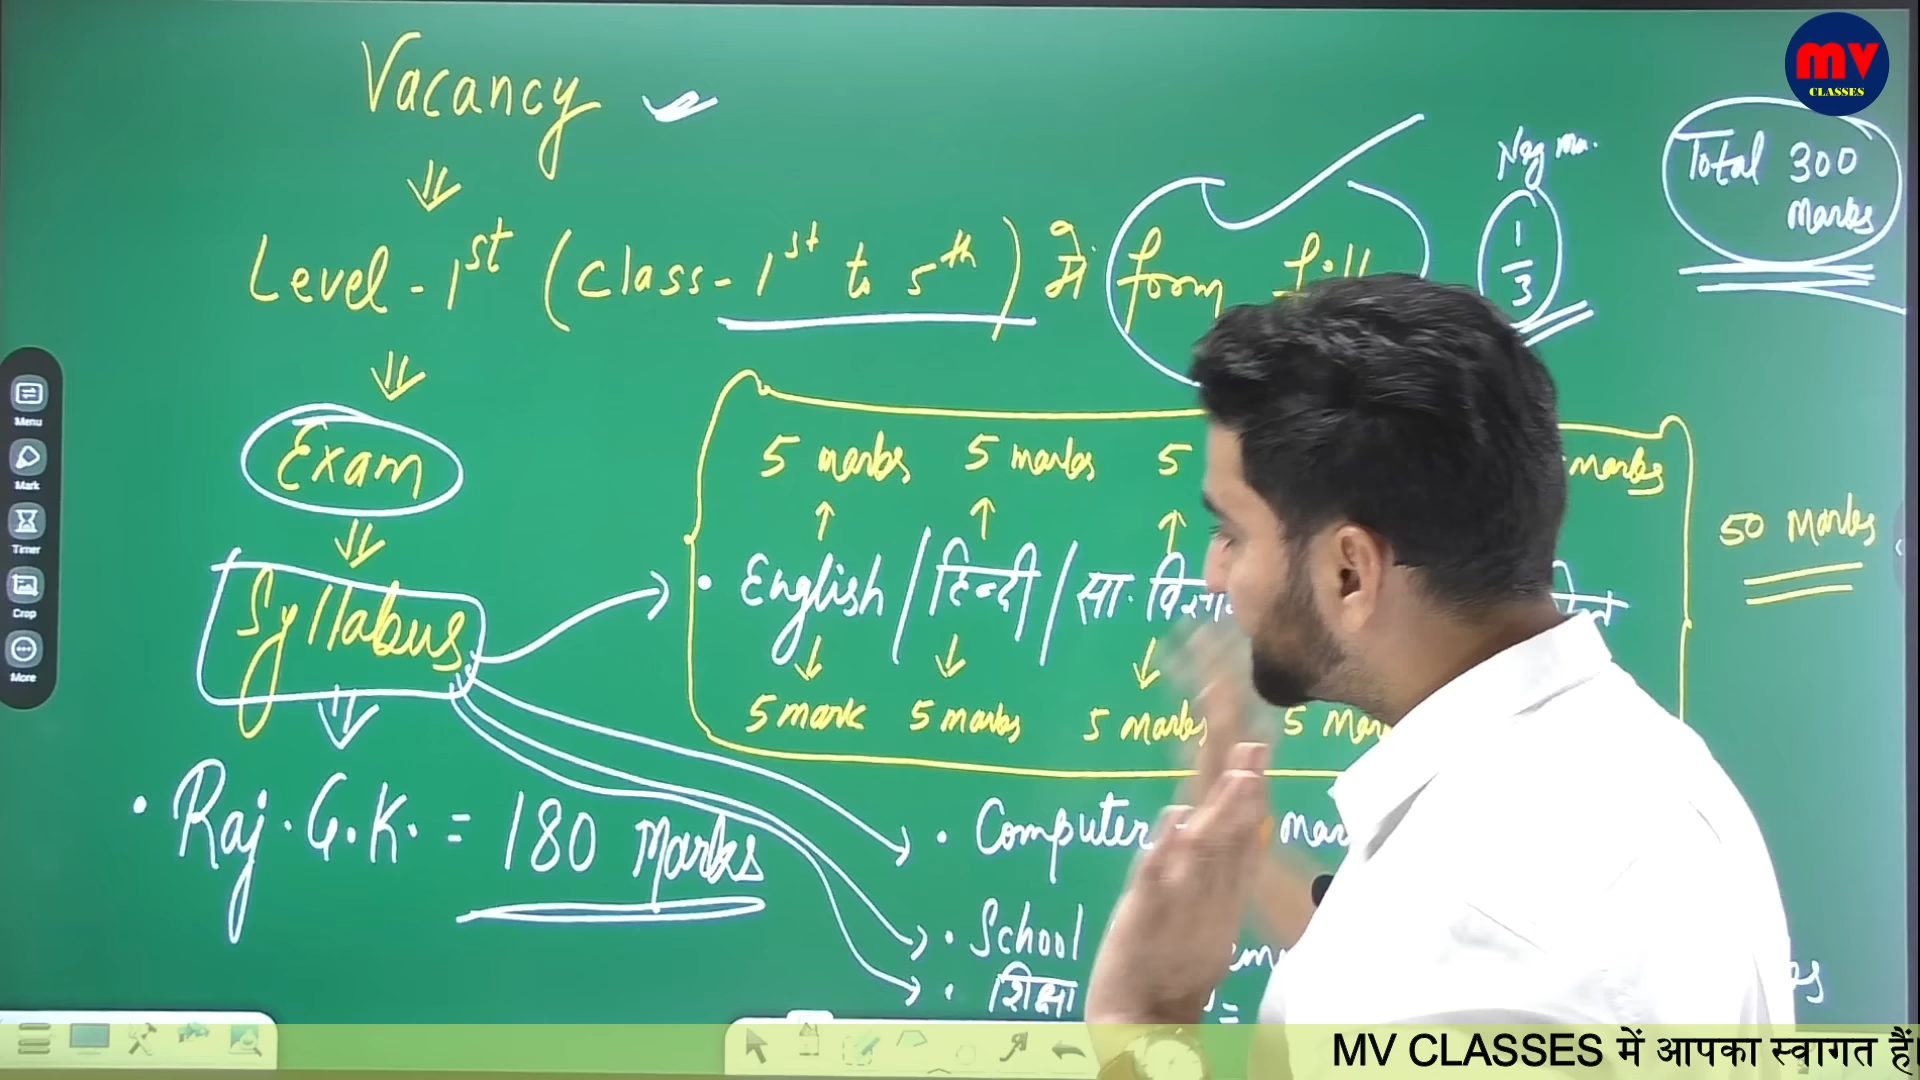 Vacancy
MV
CLASSES
Neg
Total 300
Marks
Level - 1st (Class - 1st to 5th) में form fill
1/3
Exam
5 marks 5 marks 5 marks
50 Marks
Syllabus
• English / हिन्दी / सा.
5 mark 5 marks 5 marks 5
• Raj. G.K. = 180 Marks
• Computer
• School
• शिक्षा =
Menu
Mark
Timer
Crop
More
MV CLASSES में आपका स्वागत हैं